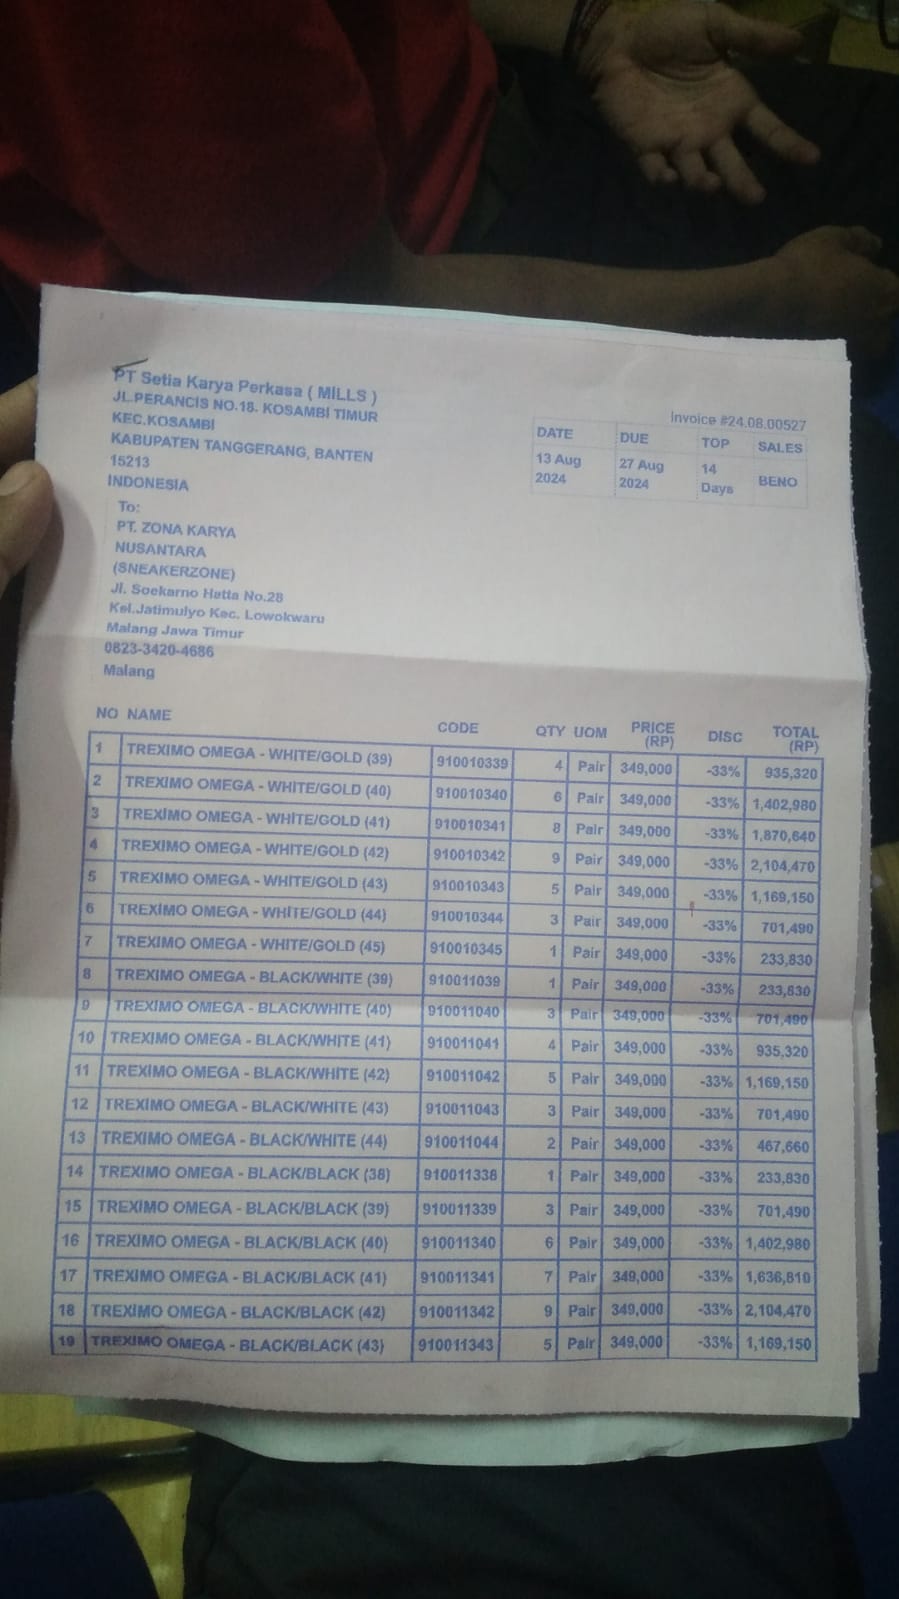 PT Setia Karya Perkasa ( MILLS )
JL.PERANCIS NO.18. KOSAMBI TIMUR
KEC.KOSAMBI
KABUPATEN TANGGERANG, BANTEN
15213
INDONESIA
Invoice #24.08.00527
DATE DUE TOP SALES
13 Aug 2024 27 Aug 2024 14 Days BENO
To:
PT. ZONA KARYA
NUSANTARA
(SNEAKERZONE)
Jl. Soekarno Hatta No.28
Kel.Jatimulyo Kec. Lowokwaru
Malang Jawa Timur
0823-3420-4686
Malang
NO NAME CODE QTY UOM PRICE (RP) DISC TOTAL (RP)
1 TREXIMO OMEGA - WHITE/GOLD (39) 910010339 4 Pair 349,000 -33% 935,320
2 TREXIMO OMEGA - WHITE/GOLD (40) 910010340 6 Pair 349,000 -33% 1,402,980
3 TREXIMO OMEGA - WHITE/GOLD (41) 910010341 8 Pair 349,000 -33% 1,870,640
4 TREXIMO OMEGA - WHITE/GOLD (42) 910010342 9 Pair 349,000 -33% 2,104,470
5 TREXIMO OMEGA - WHITE/GOLD (43) 910010343 5 Pair 349,000 -33% 1,169,150
6 TREXIMO OMEGA - WHITE/GOLD (44) 910010344 3 Pair 349,000 -33% 701,490
7 TREXIMO OMEGA - WHITE/GOLD (45) 910010345 1 Pair 349,000 -33% 233,830
8 TREXIMO OMEGA - BLACK/WHITE (39) 910011039 1 Pair 349,000 -33% 233,830
9 TREXIMO OMEGA - BLACK/WHITE (40) 910011040 3 Pair 349,000 -33% 701,490
10 TREXIMO OMEGA - BLACK/WHITE (41) 910011041 4 Pair 349,000 -33% 935,320
11 TREXIMO OMEGA - BLACK/WHITE (42) 910011042 5 Pair 349,000 -33% 1,169,150
12 TREXIMO OMEGA - BLACK/WHITE (43) 910011043 3 Pair 349,000 -33% 701,490
13 TREXIMO OMEGA - BLACK/WHITE (44) 910011044 2 Pair 349,000 -33% 467,660
14 TREXIMO OMEGA - BLACK/BLACK (38) 910011338 1 Pair 349,000 -33% 233,830
15 TREXIMO OMEGA - BLACK/BLACK (39) 910011339 3 Pair 349,000 -33% 701,490
16 TREXIMO OMEGA - BLACK/BLACK (40) 910011340 6 Pair 349,000 -33% 1,402,980
17 TREXIMO OMEGA - BLACK/BLACK (41) 910011341 7 Pair 349,000 -33% 1,636,810
18 TREXIMO OMEGA - BLACK/BLACK (42) 910011342 9 Pair 349,000 -33% 2,104,470
19 TREXIMO OMEGA - BLACK/BLACK (43) 910011343 5 Pair 349,000 -33% 1,169,150